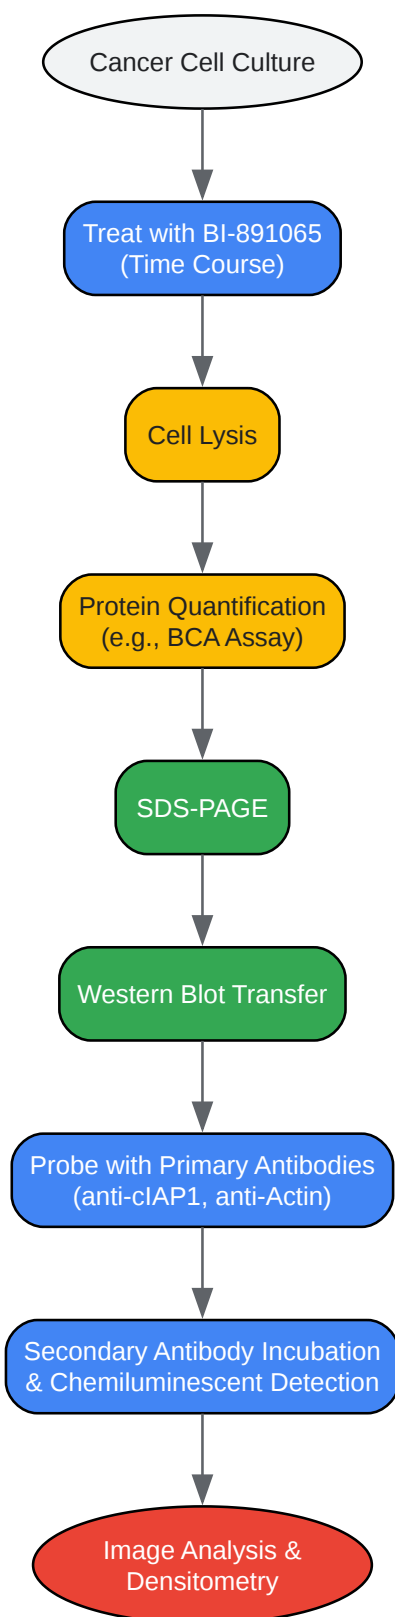 Cancer Cell Culture
Treat with BI-891065
(Time Course)
Cell Lysis
Protein Quantification
(e.g., BCA Assay)
SDS-PAGE
Western Blot Transfer
Probe with Primary Antibodies
(anti-cIAP1, anti-Actin)
Secondary Antibody Incubation
& Chemiluminescent Detection
Image Analysis &
Densitometry